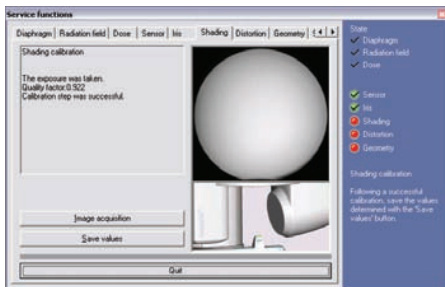 Service functions
Diaphragm Radiation field Dose Sensor Iris Shading Distortion Geometry
Shading calibration
The exposure was taken.
Quality factor:0.922
Calibration step was successful.
Image acquisition
Save values
Quit
State
Diaphragm
Radiation field
Dose
Sensor
Iris
Shading
Distortion
Geometry
Shading calibration
Following a successful
calibration, save the values
determined with the 'Save
values' button.